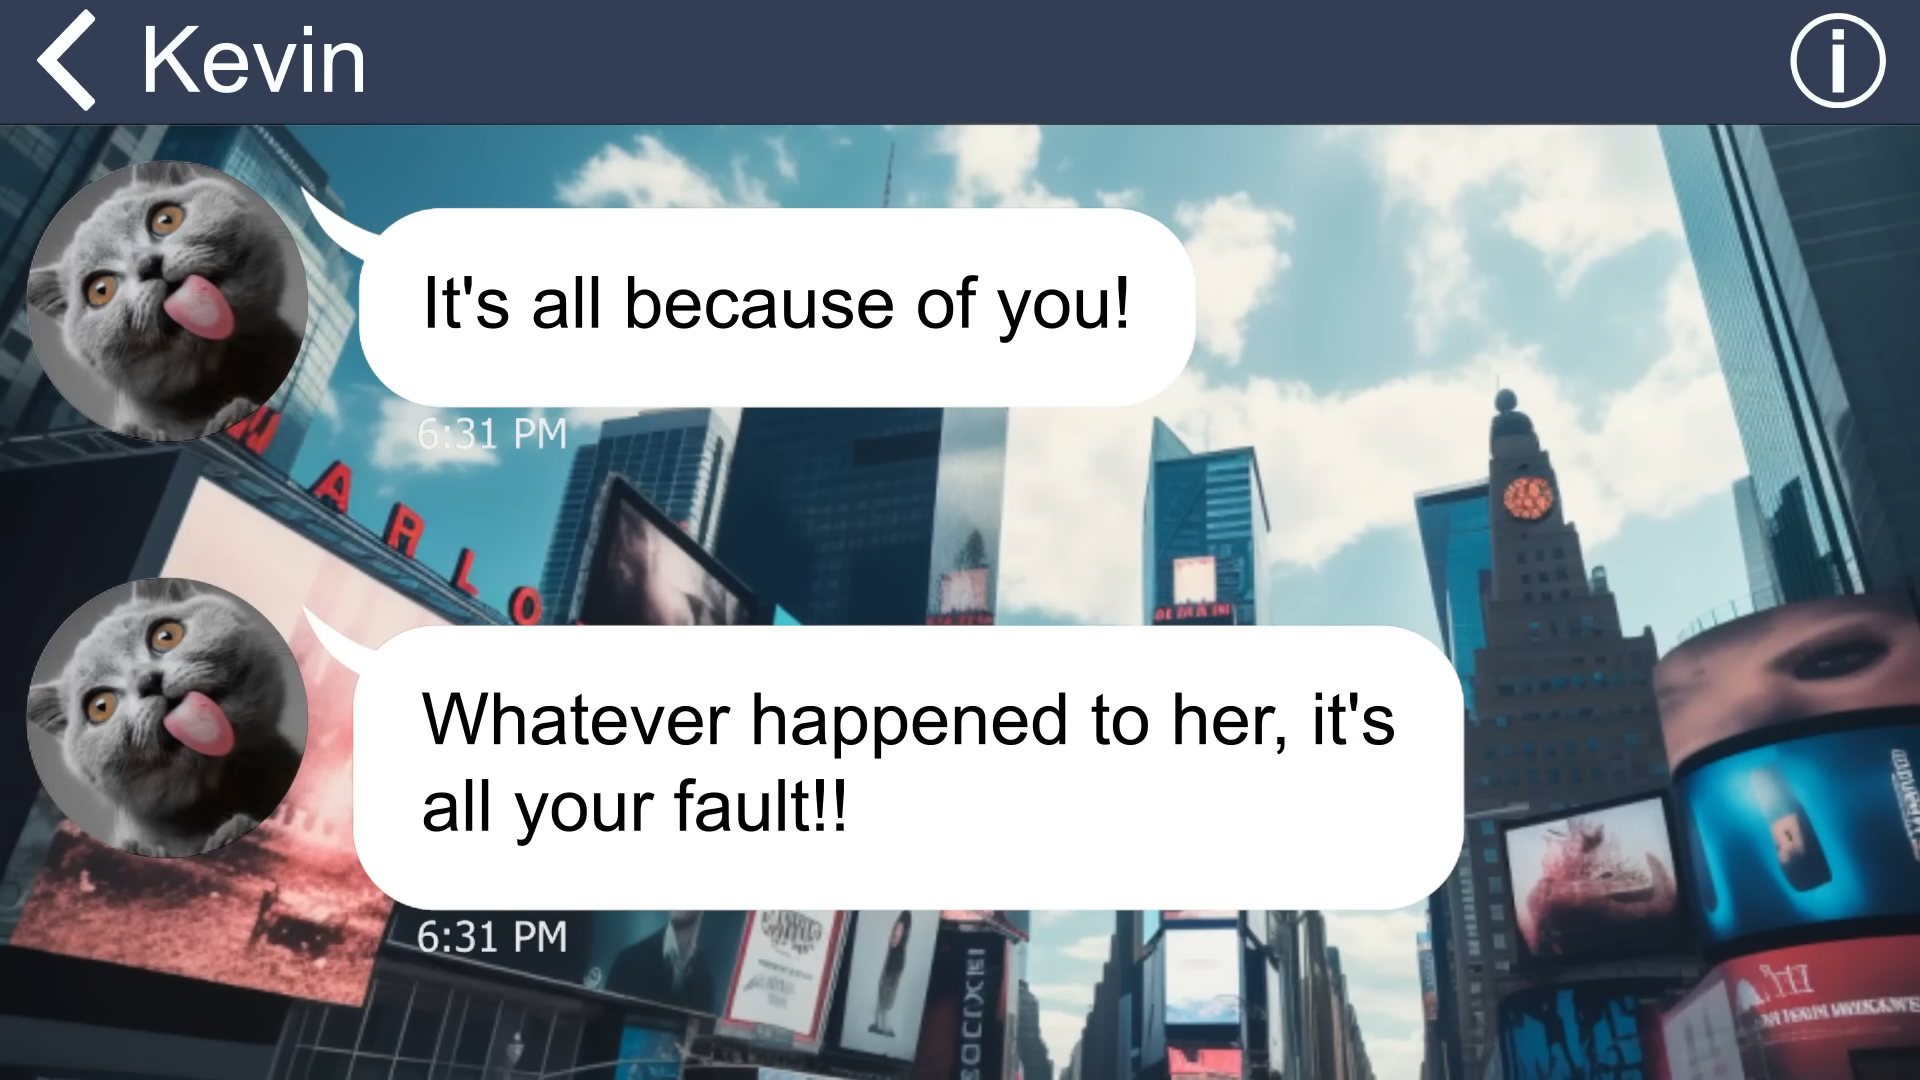 Kevin
It's all because of you!
6:31 PM
M A R L O
Whatever happened to her, it's
all your fault!!
6:31 PM